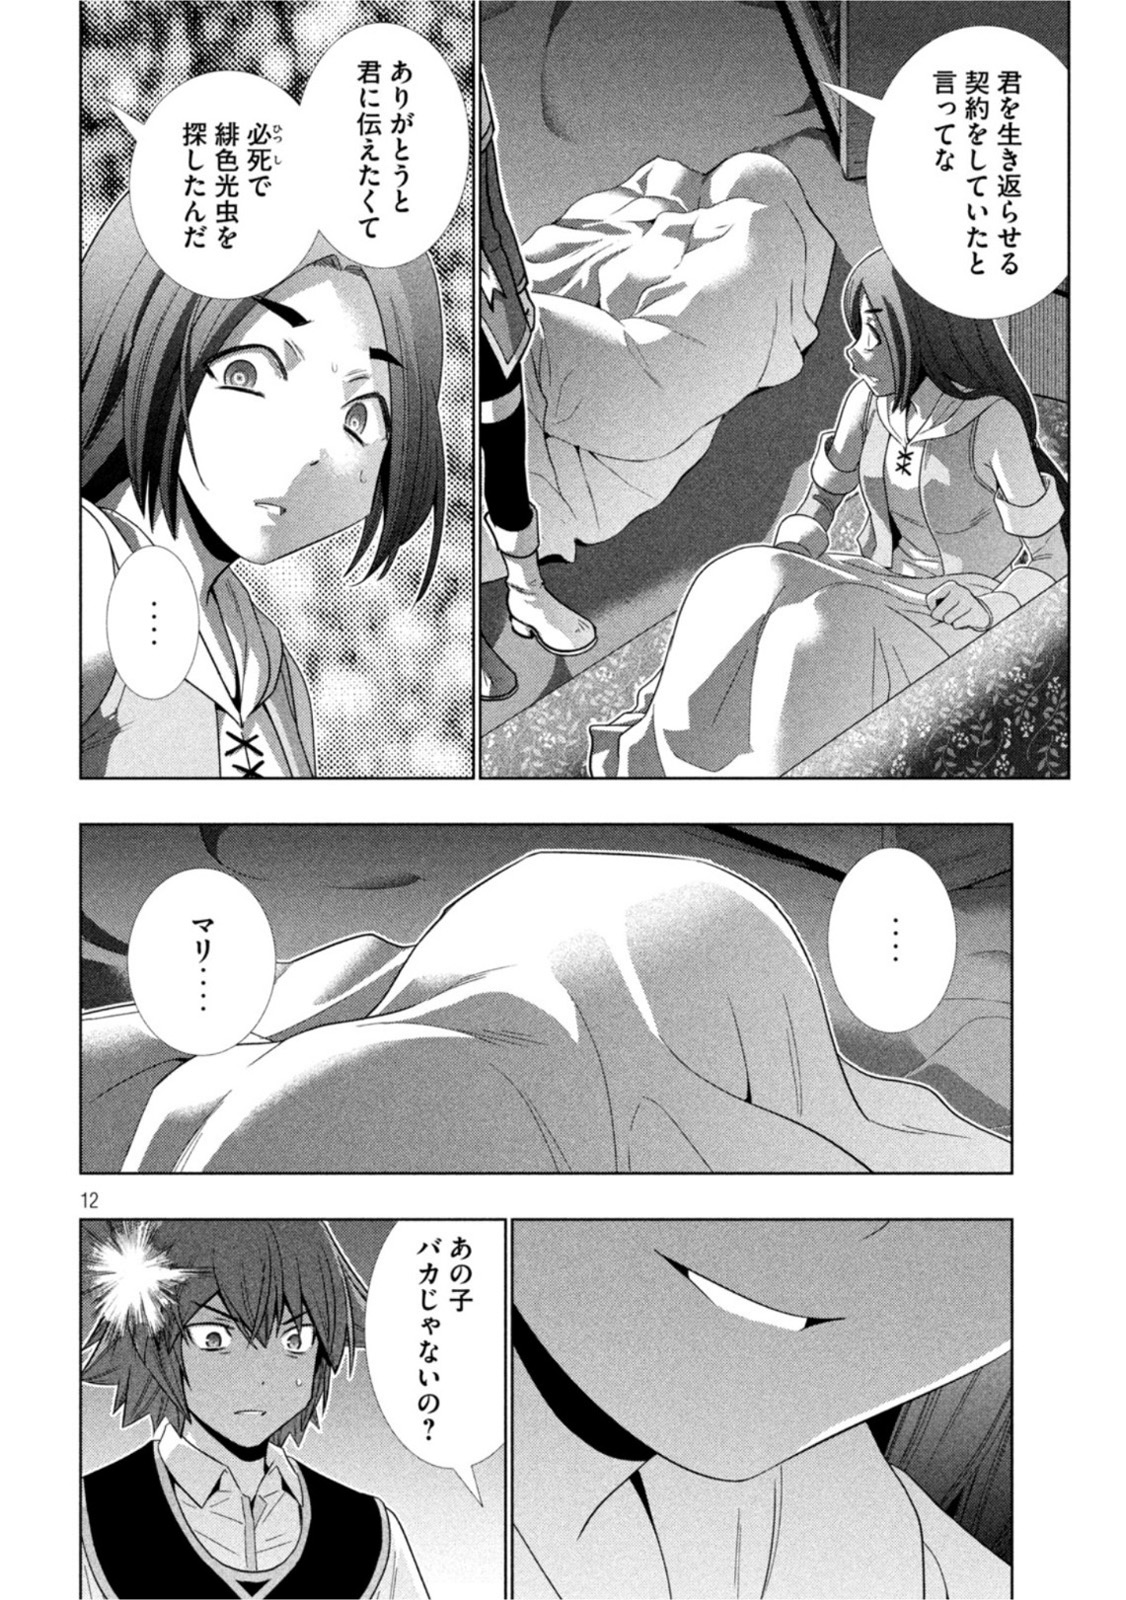 君を生き返らせる
契約をしていたと
言ってな
ありがとうと
君に伝えたくて
必死で
ひっし
緋色光虫を
探したんだ
‥‥
‥‥
マリ‥‥
12
あの子
バカじゃないの?